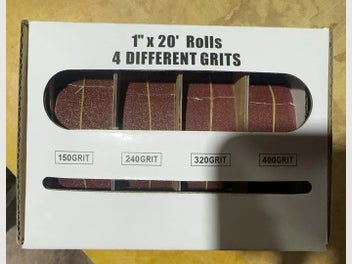 1" x 20' Rolls
4 DIFFERENT GRITS
150GRIT
240GRIT
320GRIT
400GRIT